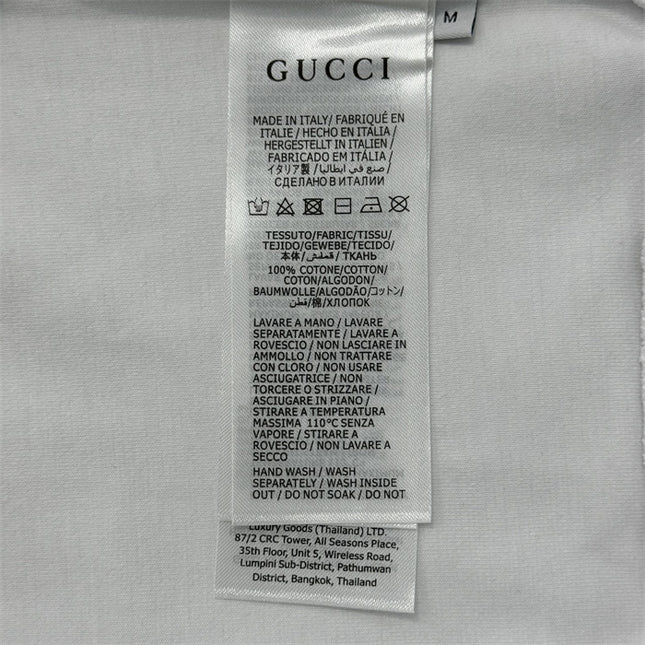 M
GUCCI
MADE IN ITALY/ FABRIQUÉ EN
ITALIE / HECHO EN ITALIA/
HERGESTELLT IN ITALIEN/
FABRICADO EM ITÁLIA /
イタリア製 / صنع في ايطاليا/
СДЕЛАНО В ИТАЛИИ
TESSUTO/FABRIC/TISSU/
TEJIDO/GEWEBE/TECIDO/
本体/قملش/ ТКАНЬ
100% COTONE/COTTON/
COTON/ALGODON/
BAUMWOLLE/ALGODÃO/コットン/
قطن/棉/ХЛОПОК
LAVARE A MANO / LAVARE
SEPARATAMENTE / LAVARE A
ROVESCIO / NON LASCIARE IN
AMMOLLO / NON TRATTARE
CON CLORO / NON USARE
ASCIUGATRICE / NON
TORCERE O STRIZZARE /
ASCIUGARE IN PIANO /
STIRARE A TEMPERATURA
MASSIMA 110°C SENZA
VAPORE / STIRARE A
ROVESCIO / NON LAVARE A
SECCO
HAND WASH / WASH
SEPARATELY / WASH INSIDE
OUT / DO NOT SOAK / DO NOT
Luxury Goods (Thailand) LTD.
87/2 CRC Tower, All Seasons Place,
35th Floor, Unit 5, Wireless Road,
Lumpini Sub-District, Pathumwan
District, Bangkok, Thailand